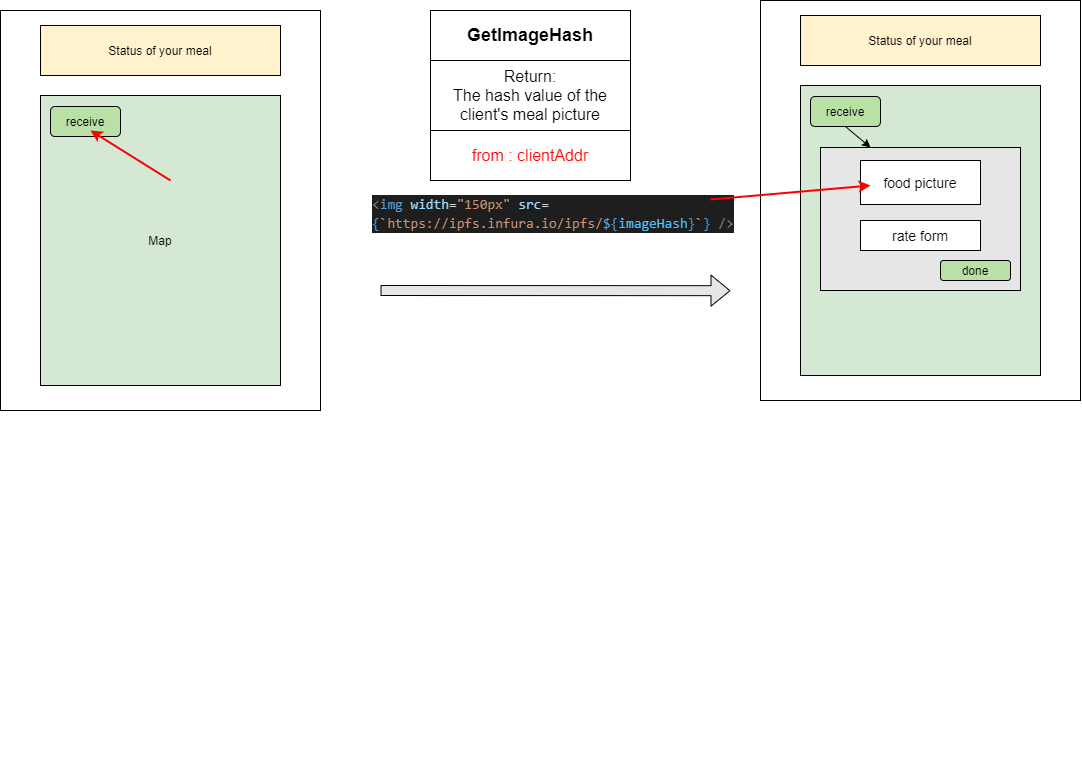 Status of your meal
receive
Map
GetImageHash
Return:
The hash value of the
client's meal picture
from : clientAddr
<img width="150px" src=
{`https://ipfs.infura.io/ipfs/${imageHash}`} />
Status of your meal
receive
food picture
rate form
done